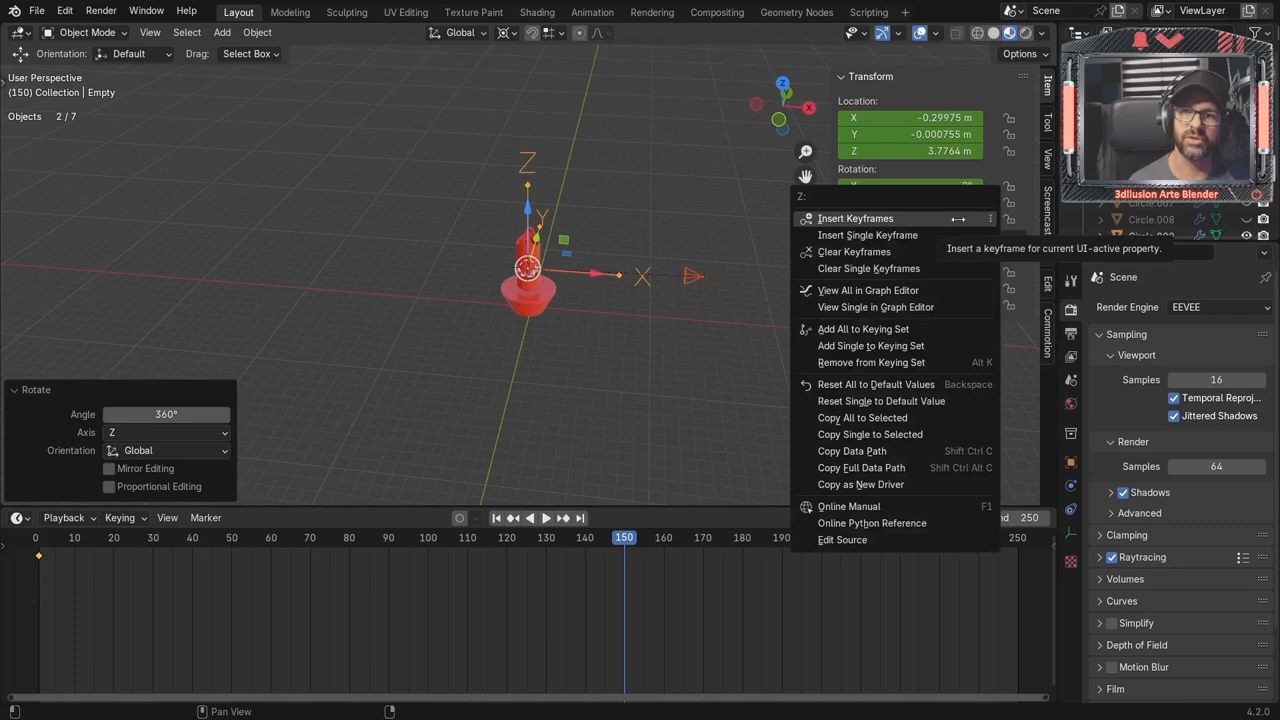 File Edit Render Window Help Layout Modeling Sculpting UV Editing Texture Paint Shading Animation Rendering Compositing Geometry Nodes Scripting + Scene ViewLayer
Object Mode View Select Add Object Global
Orientation: Default Drag: Select Box Options
User Perspective
(150) Collection | Empty
Objects 2 / 7
Z
Y
X
Z
Y
X
Transform
Location:
X -0.29975 m
Y -0.000755 m
Z 3.7764 m
Rotation:
Item
Tool
View
Screencast
Edit
Commotion
3dIlusion Arte Blender
Circle.008
Z:
Insert Keyframes I
Insert Single Keyframe
Clear Keyframes
Clear Single Keyframes
View All in Graph Editor
View Single in Graph Editor
Add All to Keying Set
Add Single to Keying Set
Remove from Keying Set Alt K
Reset All to Default Values Backspace
Reset Single to Default Value
Copy All to Selected
Copy Single to Selected
Copy Data Path Shift Ctrl C
Copy Full Data Path Shift Ctrl Alt C
Copy as New Driver
Online Manual F1
Online Python Reference
Edit Source
Insert a keyframe for current UI-active property.
Scene
Render Engine EEVEE
Sampling
Viewport
Samples 16
Temporal Reproj...
Jittered Shadows
Render
Samples 64
Shadows
Advanced
Clamping
Raytracing
Volumes
Curves
Simplify
Depth of Field
Motion Blur
Film
Rotate
Angle 360°
Axis Z
Orientation Global
Mirror Editing
Proportional Editing
Playback Keying View Marker End 250
0 10 20 30 40 50 60 70 80 90 100 110 120 130 140 150 160 170 180 190 250
Pan View 4.2.0